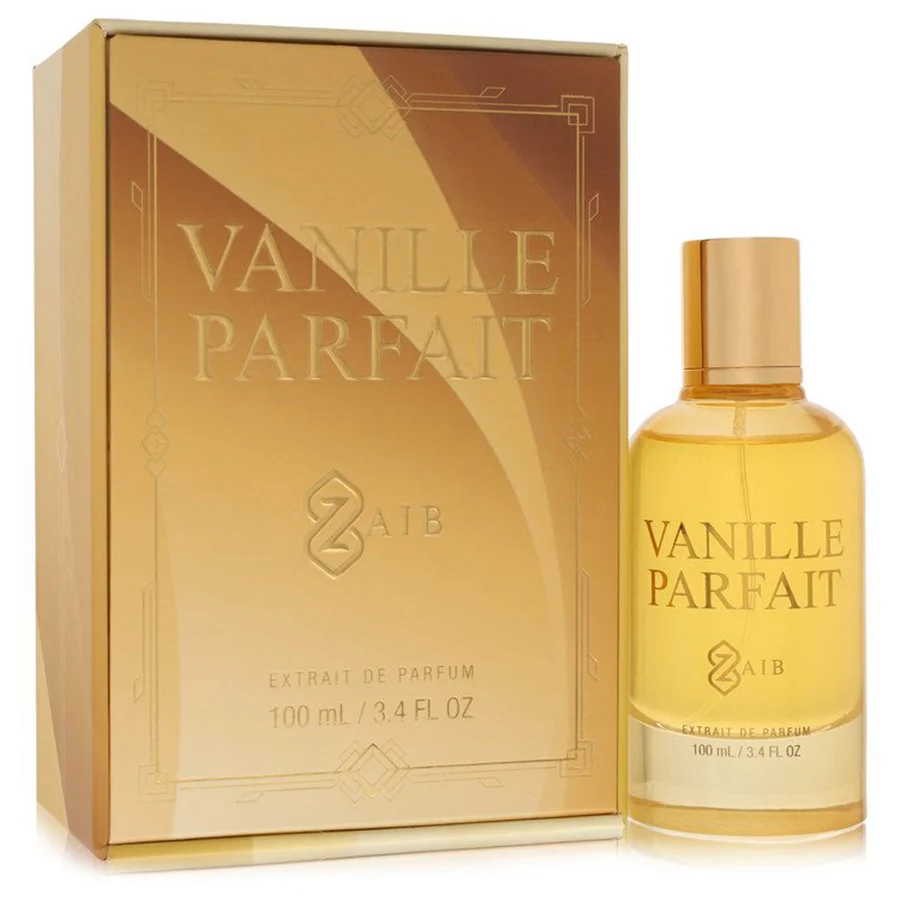 VANILLE
PARFAIT
ZAIB
EXTRAIT DE PARFUM
100 mL / 3.4 FL OZ
VANILLE
PARFAIT
ZAIB
EXTRAIT DE PARFUM
100 mL / 3.4 FL OZ